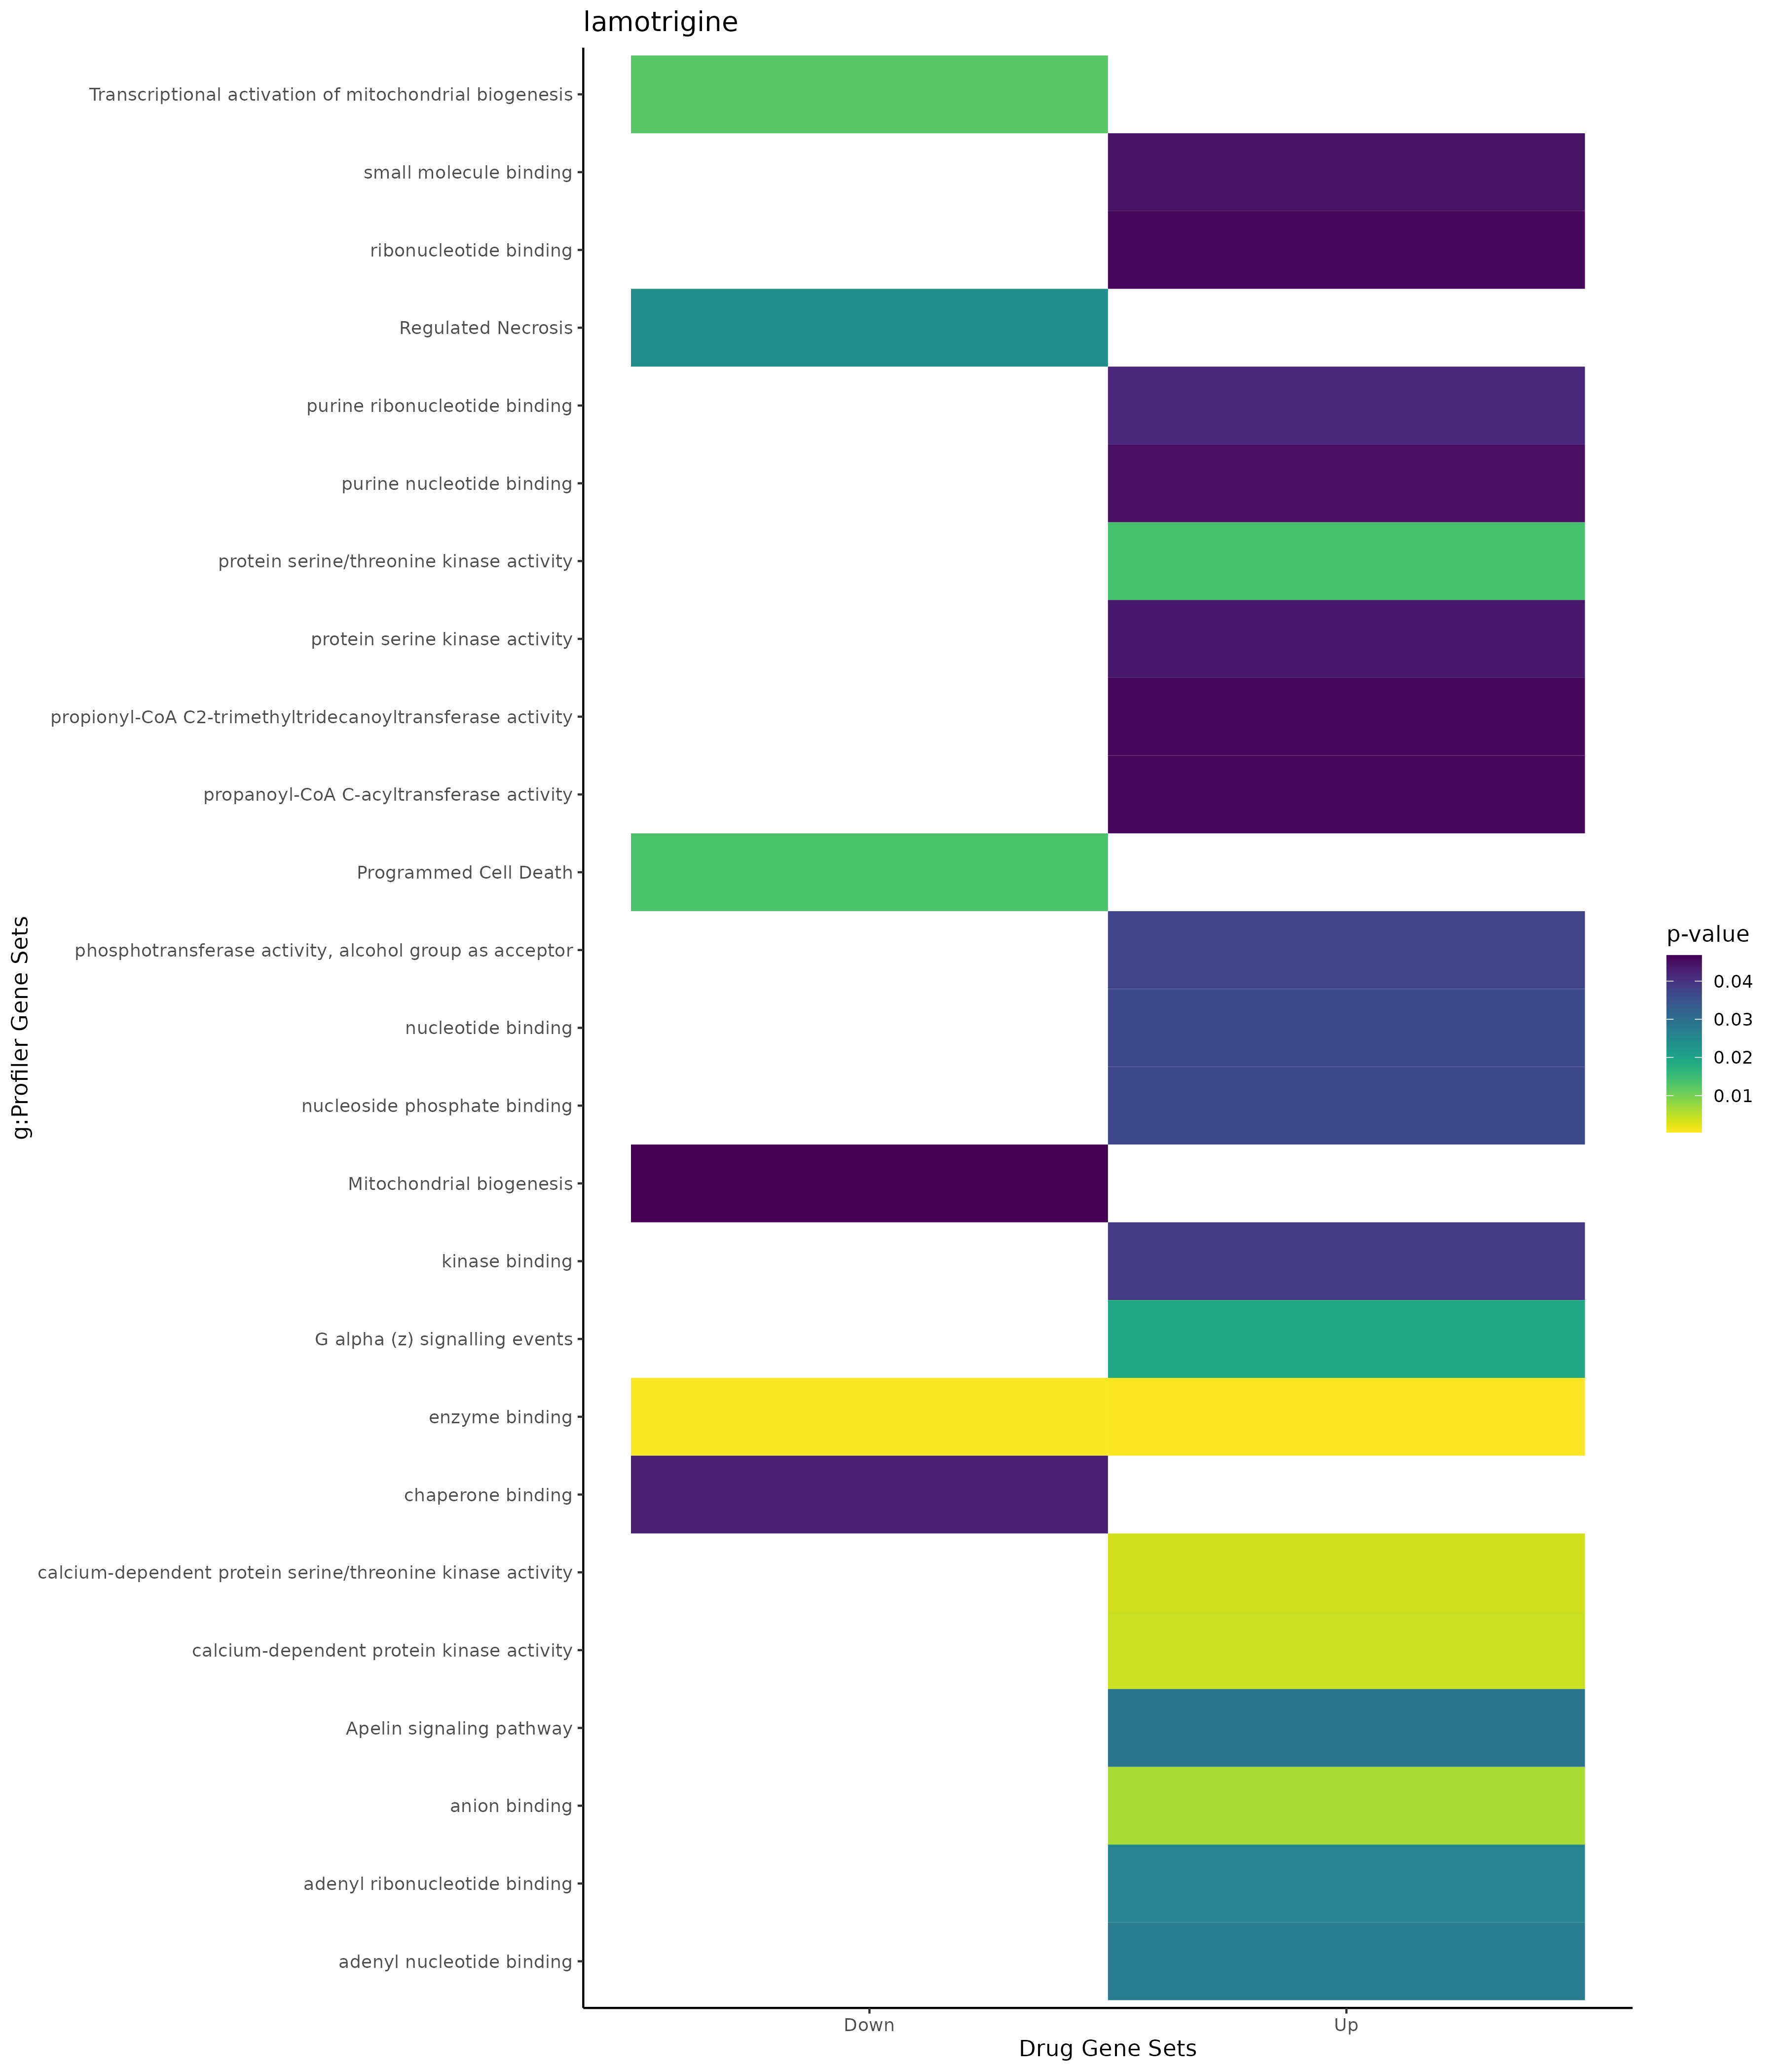 lamotrigine
Transcriptional activation of mitochondrial biogenesis
small molecule binding
ribonucleotide binding
Regulated Necrosis
purine ribonucleotide binding
purine nucleotide binding
protein serine/threonine kinase activity
protein serine kinase activity
propionyl-CoA C2-trimethyltridecanoyltransferase activity
propanoyl-CoA C-acyltransferase activity
Programmed Cell Death
phosphotransferase activity, alcohol group as acceptor
nucleotide binding
nucleoside phosphate binding
Mitochondrial biogenesis
kinase binding
G alpha (z) signalling events
enzyme binding
chaperone binding
calcium-dependent protein serine/threonine kinase activity
calcium-dependent protein kinase activity
Apelin signaling pathway
anion binding
adenyl ribonucleotide binding
adenyl nucleotide binding
g:Profiler Gene Sets
Down
Up
Drug Gene Sets
p-value
0.04
0.03
0.02
0.01